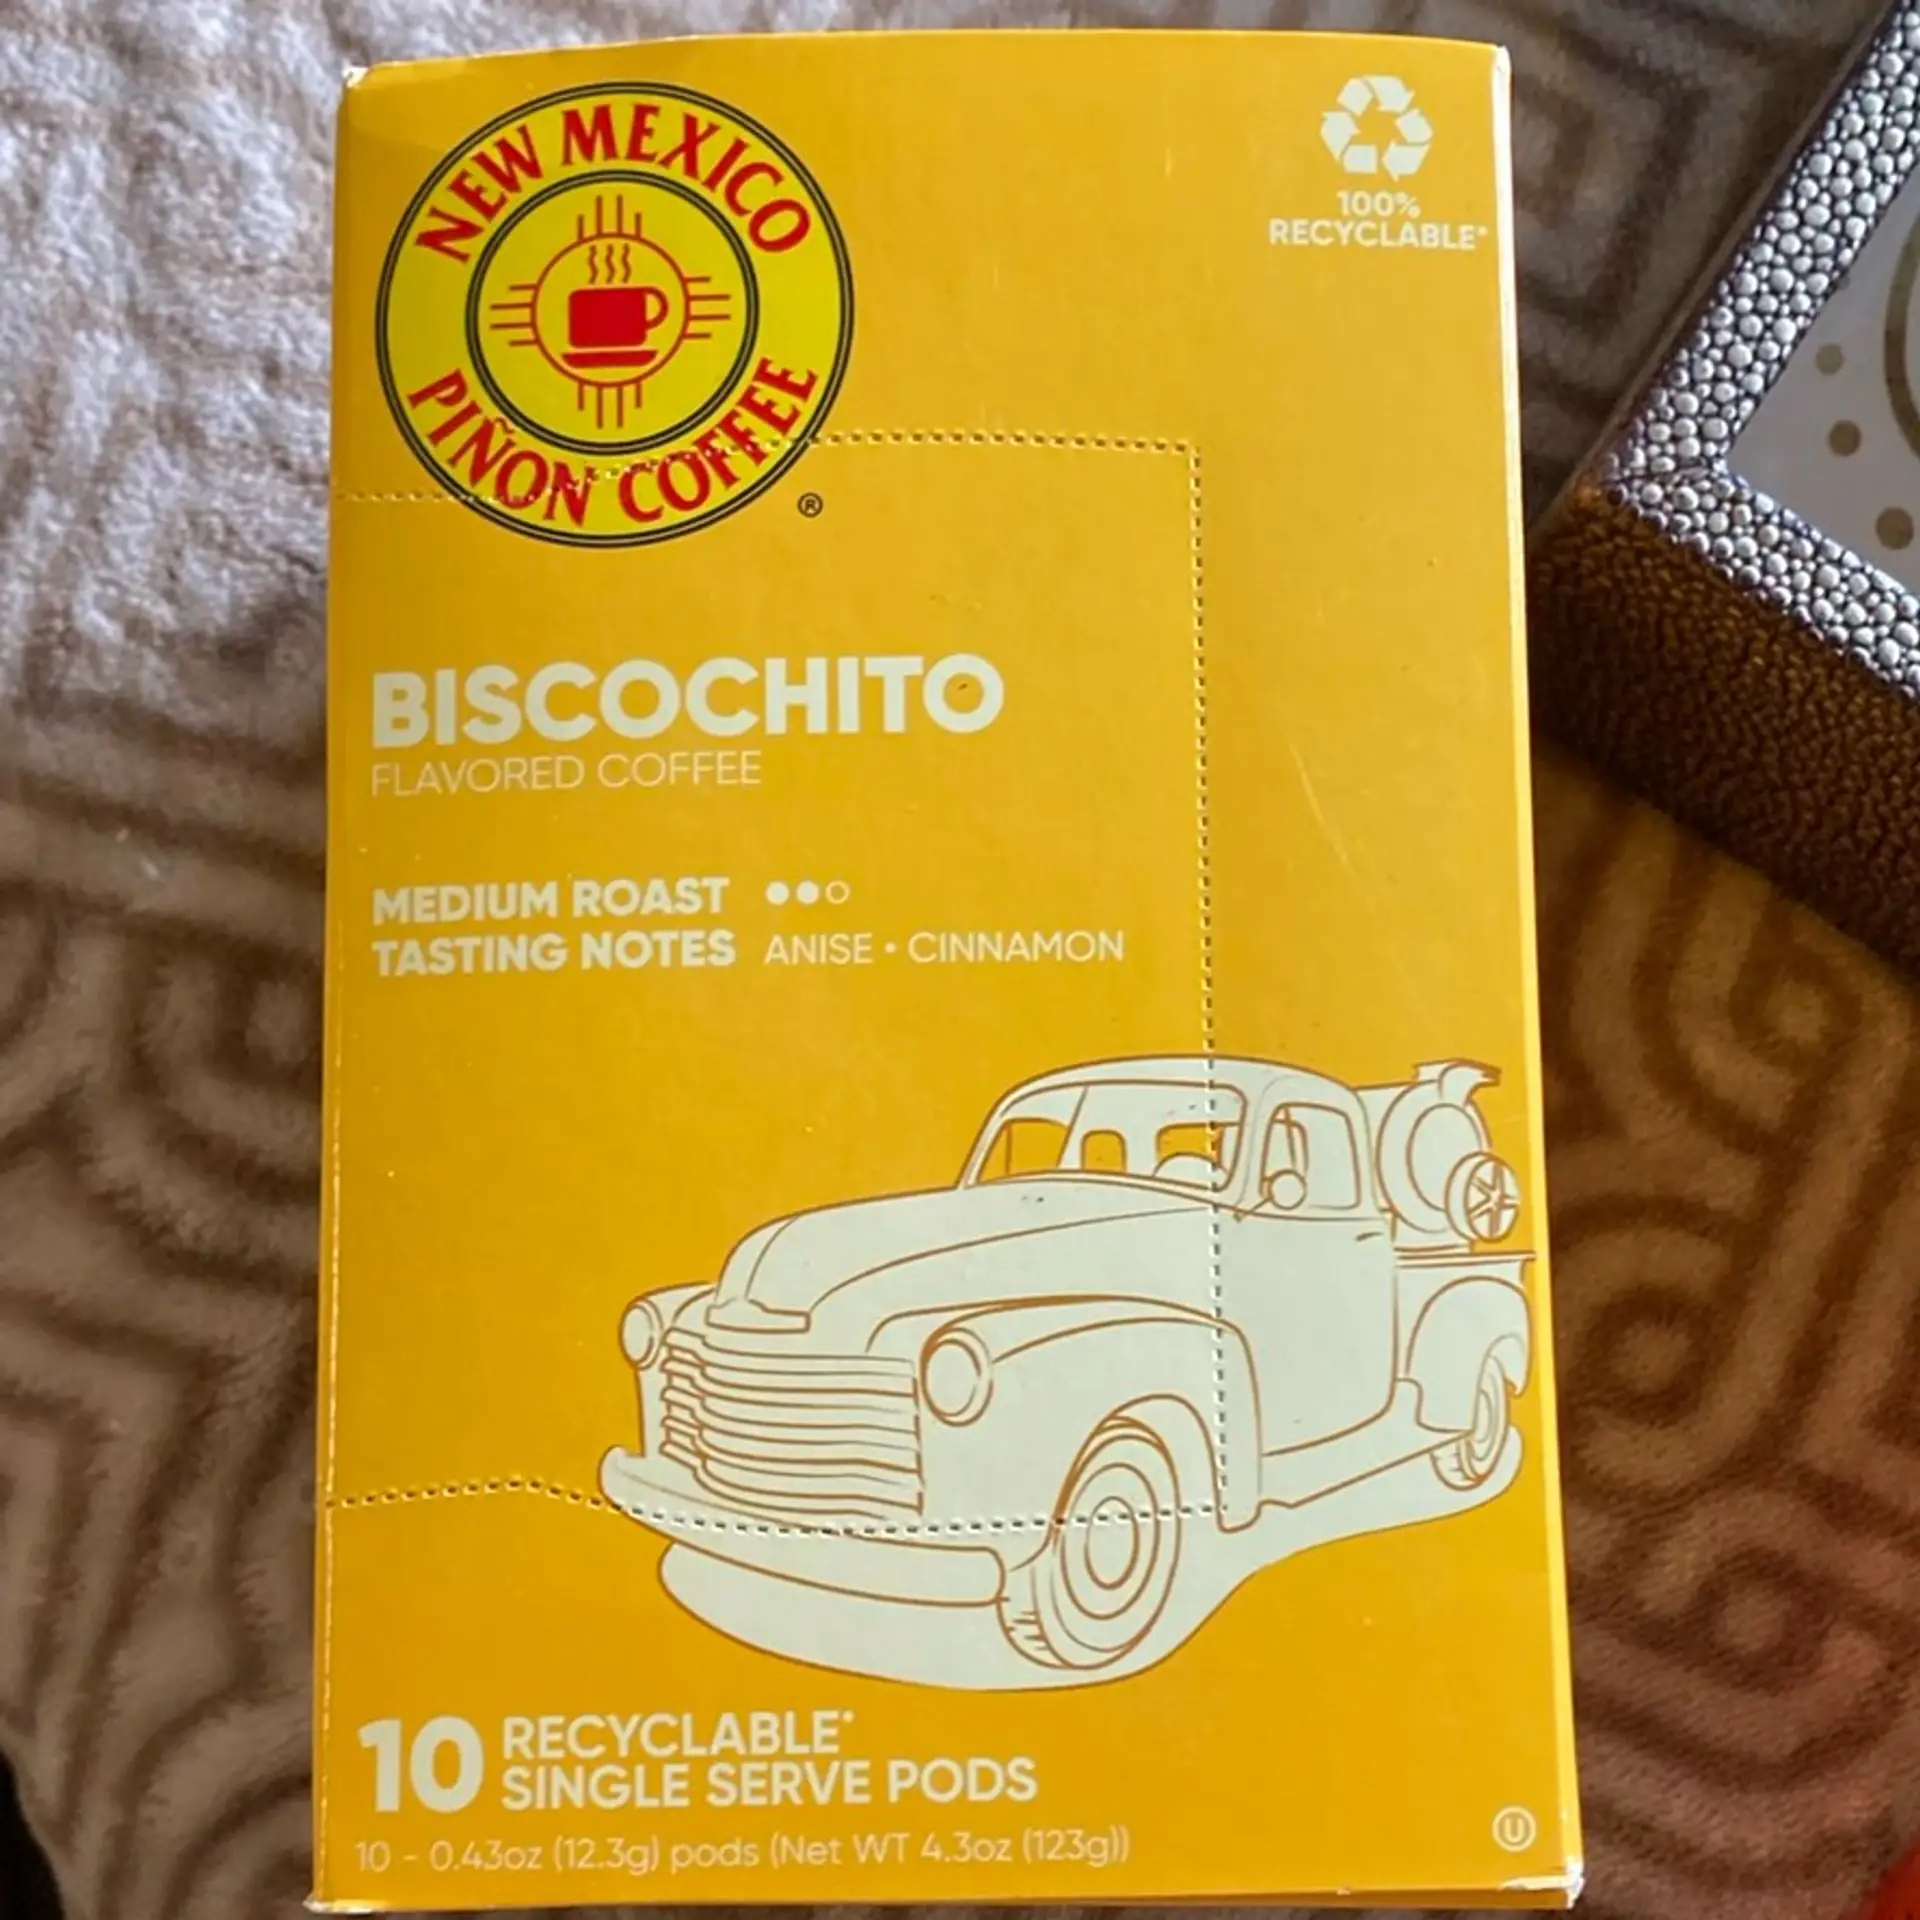 NEW MEXICO
PIÑON COFFEE
®
100%
RECYCLABLE*
BISCOCHITO
FLAVORED COFFEE
MEDIUM ROAST
TASTING NOTES ANISE • CINNAMON
10 RECYCLABLE*
SINGLE SERVE PODS
10 - 0.43oz (12.3g) pods (Net WT 4.3oz (123g))
U